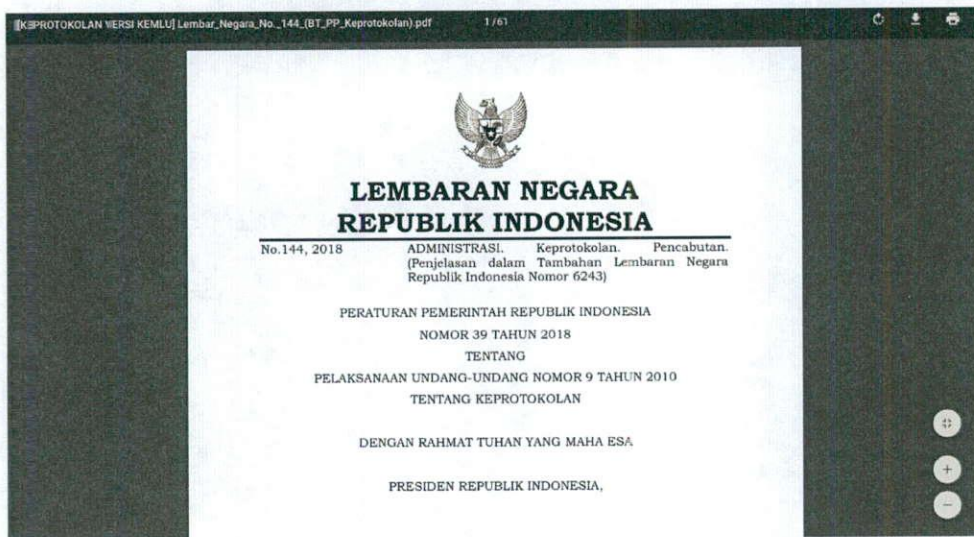 [[KEPROTOKOLAN VERSI KEMLU] Lembar_Negara_No._144_(BT_PP_Keprotokolan).pdf
1 / 61
LEMBARAN NEGARA
REPUBLIK INDONESIA
No.144, 2018
ADMINISTRASI. Keprotokolan. Pencabutan.
(Penjelasan dalam Tambahan Lembaran Negara
Republik Indonesia Nomor 6243)
PERATURAN PEMERINTAH REPUBLIK INDONESIA
NOMOR 39 TAHUN 2018
TENTANG
PELAKSANAAN UNDANG-UNDANG NOMOR 9 TAHUN 2010
TENTANG KEPROTOKOLAN
DENGAN RAHMAT TUHAN YANG MAHA ESA
PRESIDEN REPUBLIK INDONESIA,